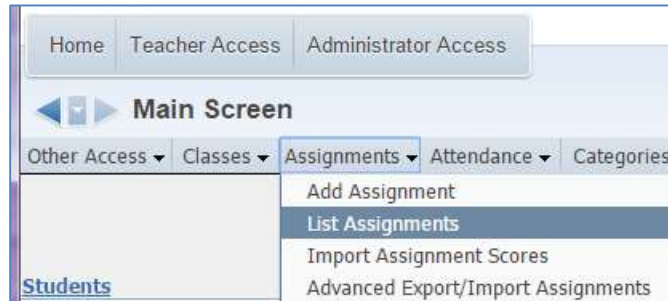 Home Teacher Access Administrator Access
Main Screen
Other Access Classes Assignments Attendance Categories
Add Assignment
List Assignments
Import Assignment Scores
Students Advanced Export/Import Assignments